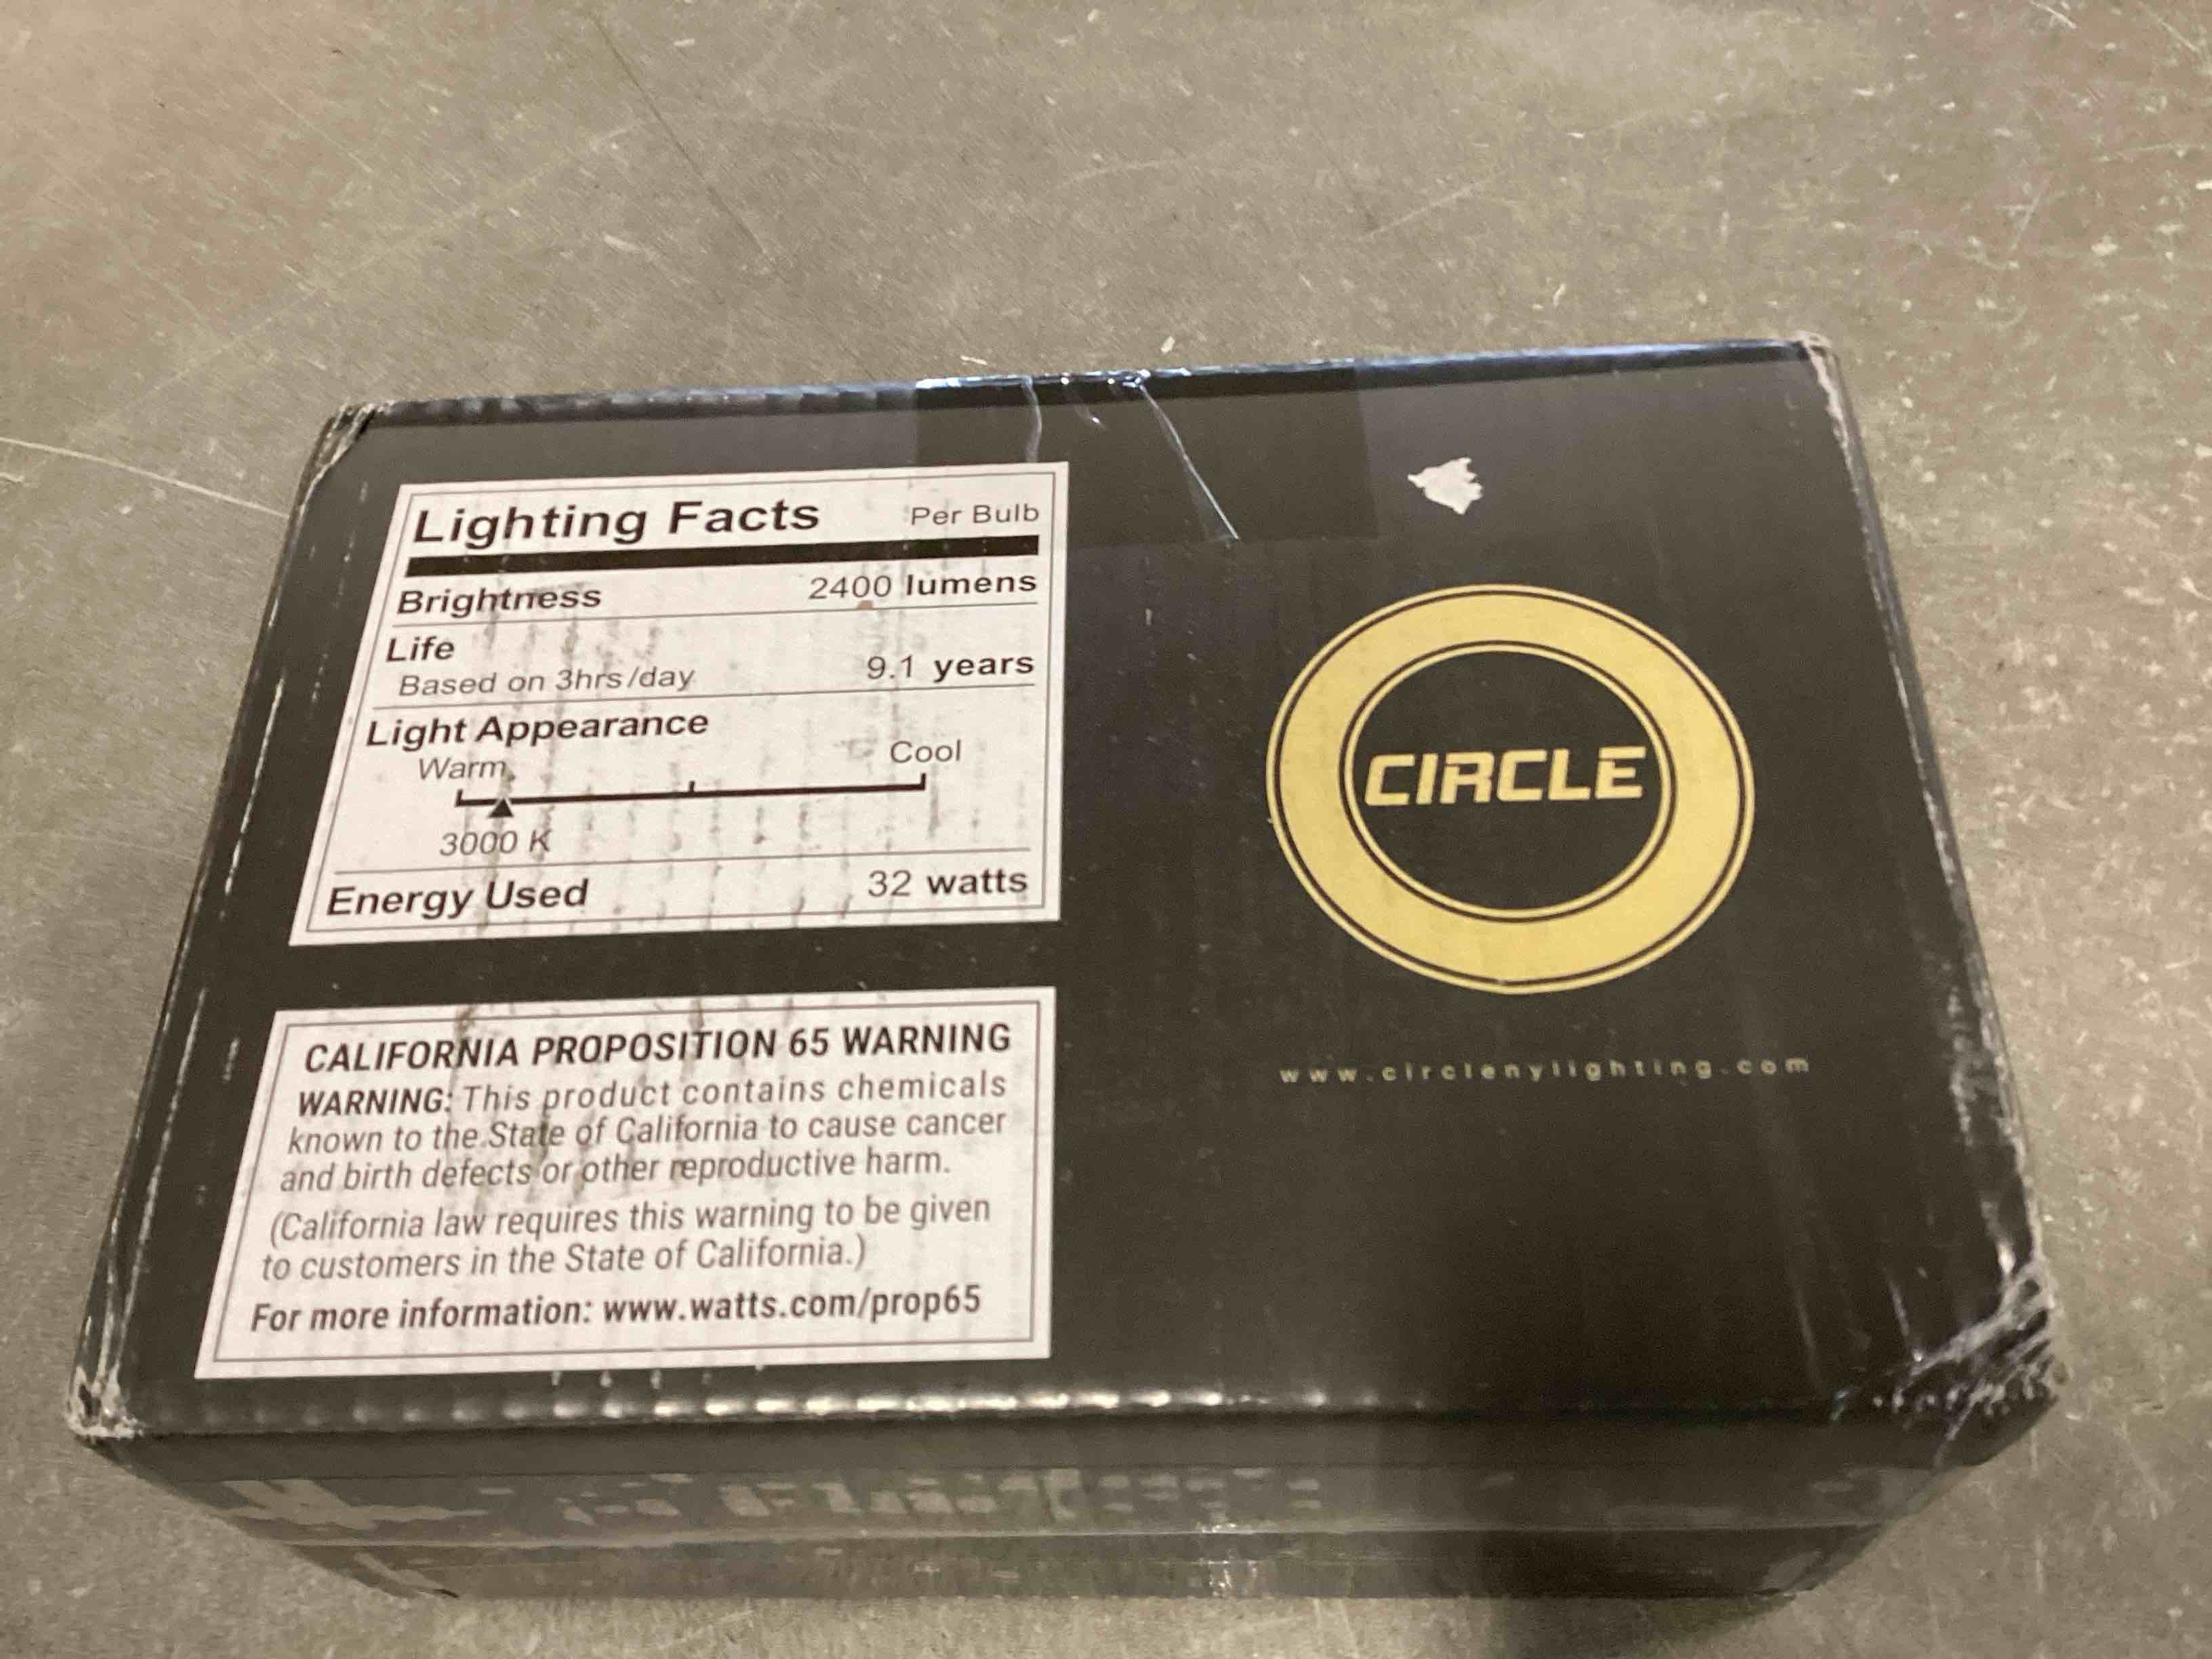 Lighting Facts Per Bulb
Brightness 2400 lumens
Life
Based on 3hrs/day 9.1 years
Light Appearance
Warm Cool
3000 K
Energy Used 32 watts
CALIFORNIA PROPOSITION 65 WARNING
WARNING: This product contains chemicals
known to the State of California to cause cancer
and birth defects or other reproductive harm.
(California law requires this warning to be given
to customers in the State of California.)
For more information: www.watts.com/prop65
CIRCLE
www.circlenylighting.com